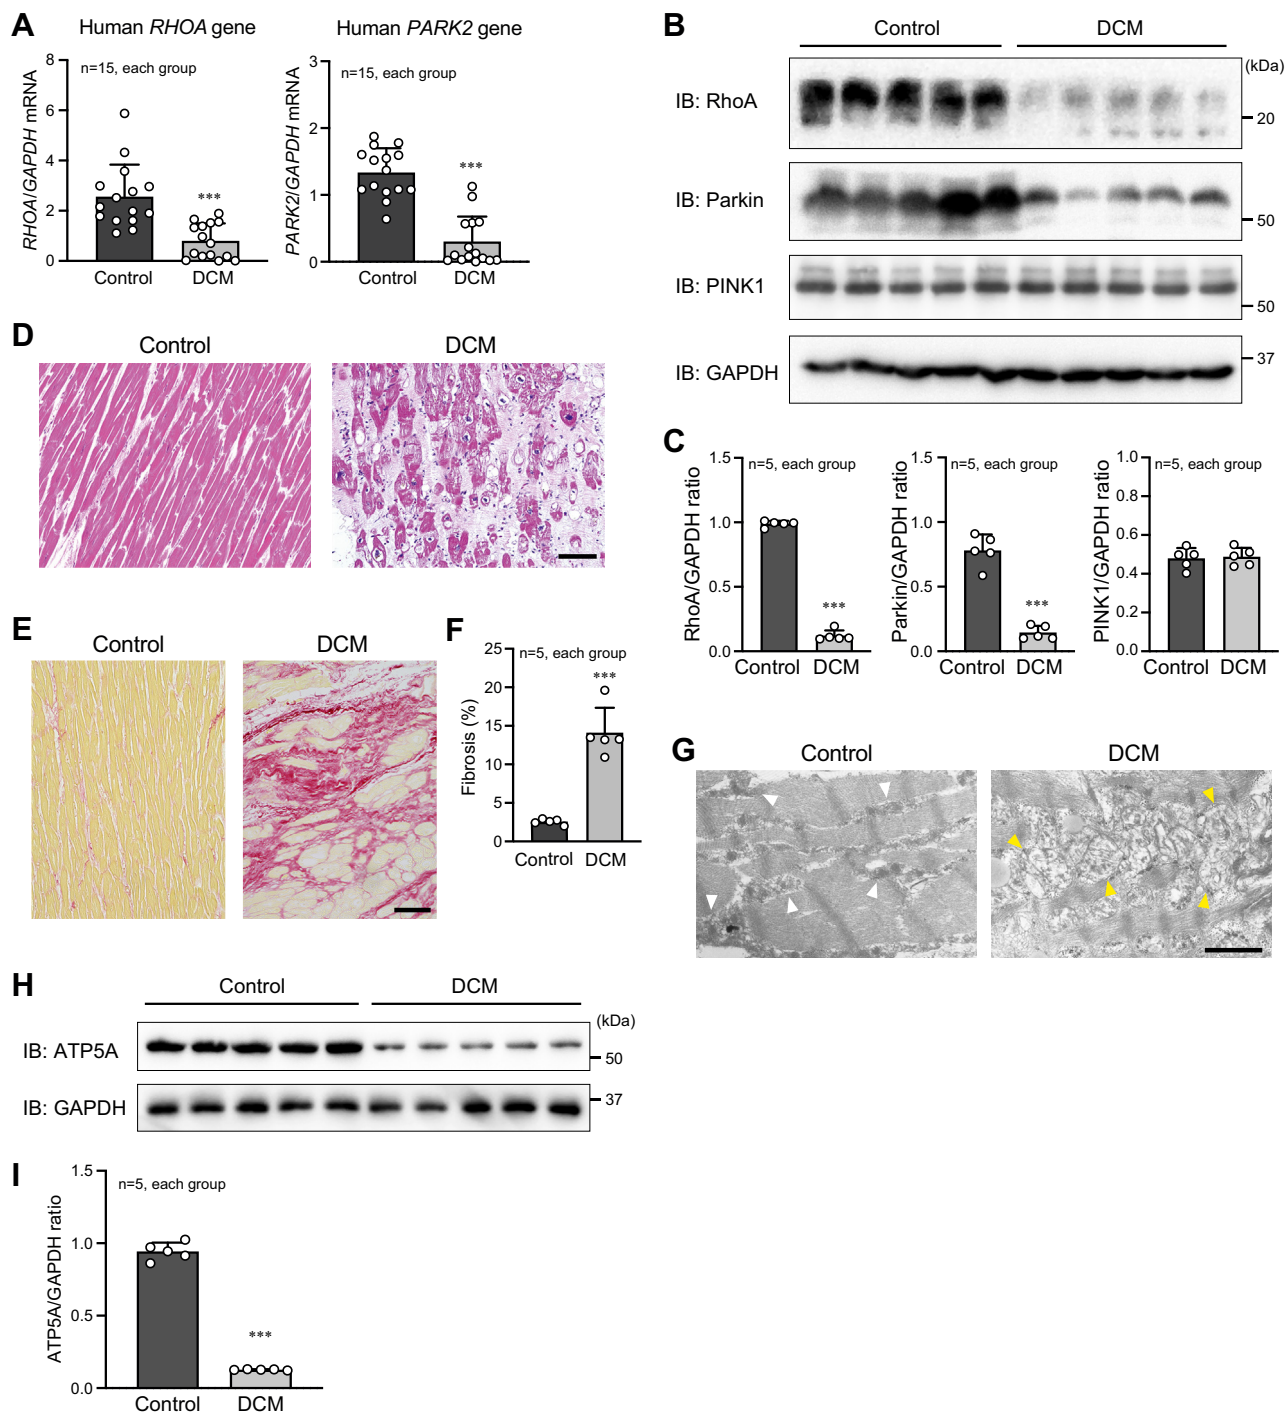 A
Human RHOA gene
RHOA/GAPDH mRNA
8
6
4
2
0
n=15, each group
***
Control
DCM
Human PARK2 gene
PARK2/GAPDH mRNA
3
2
1
0
n=15, each group
***
Control
DCM
B
Control
DCM
(kDa)
IB: RhoA
20
IB: Parkin
50
IB: PINK1
50
IB: GAPDH
37
C
RhoA/GAPDH ratio
1.5
1.0
0.5
0.0
n=5, each group
***
Control
DCM
Parkin/GAPDH ratio
1.5
1.0
0.5
0.0
n=5, each group
***
Control
DCM
PINK1/GAPDH ratio
1.0
0.8
0.6
0.4
0.2
0.0
n=5, each group
Control
DCM
D
Control
DCM
E
Control
DCM
F
Fibrosis (%)
25
20
15
10
5
0
n=5, each group
***
Control
DCM
G
Control
DCM
H
Control
DCM
(kDa)
IB: ATP5A
50
IB: GAPDH
37
I
ATP5A/GAPDH ratio
1.5
1.0
0.5
0.0
n=5, each group
***
Control
DCM